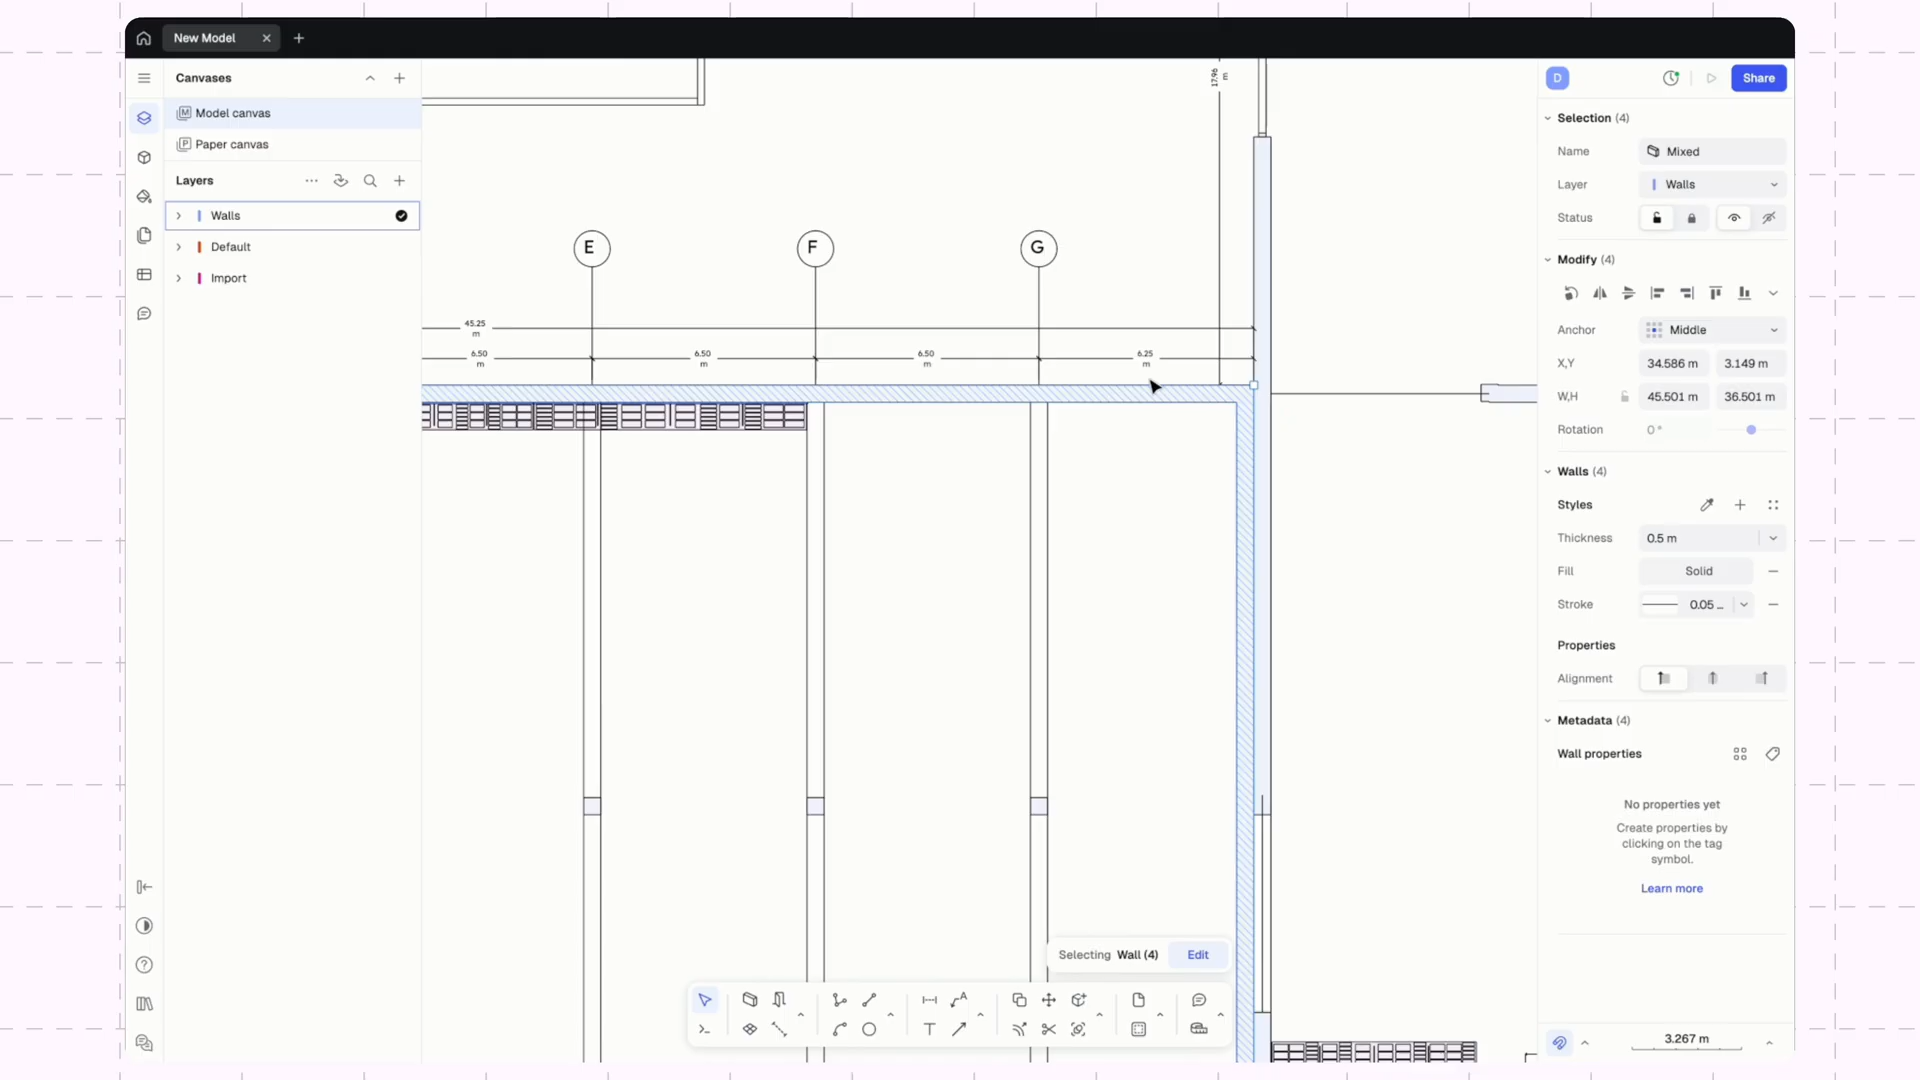 New Model
Canvases
Model canvas
Paper canvas
Layers
Walls
Default
Import
17.96
m
E
F
G
45.25
m
6.50
m
6.50
m
6.50
m
6.25
m
Selecting Wall (4) Edit
D
Share
Selection (4)
Name Mixed
Layer Walls
Status
Modify (4)
Anchor Middle
X,Y 34.586 m 3.149 m
W,H 45.501 m 36.501 m
Rotation 0 °
Walls (4)
Styles
Thickness 0.5 m
Fill Solid
Stroke 0.05 ...
Properties
Alignment
Metadata (4)
Wall properties
No properties yet
Create properties by
clicking on the tag
symbol.
Learn more
3.267 m